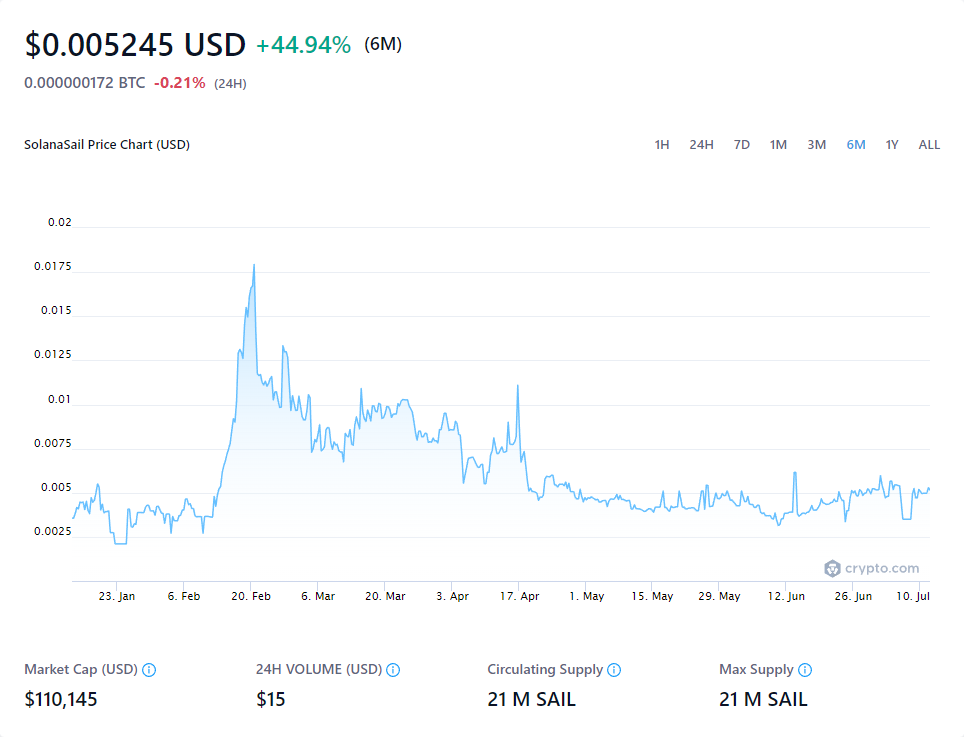 $0.005245 USD +44.94% (6M)
0.000000172 BTC -0.21% (24H)
SolanaSail Price Chart (USD) 1H 24H 7D 1M 3M 6M 1Y ALL
0.02
0.0175
0.015
0.0125
0.01
0.0075
0.005
0.0025
crypto.com
23. Jan 6. Feb 20. Feb 6. Mar 20. Mar 3. Apr 17. Apr 1. May 15. May 29. May 12. Jun 26. Jun 10. Jul
Market Cap (USD) 24H VOLUME (USD) Circulating Supply Max Supply
$110,145 $15 21 M SAIL 21 M SAIL